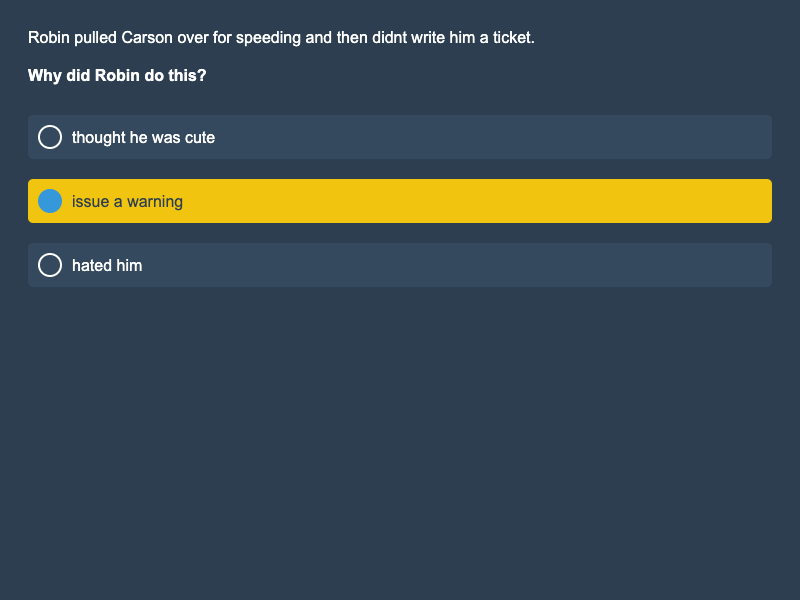 Robin pulled Carson over for speeding and then didnt write him a ticket.
Why did Robin do this?
thought he was cute
issue a warning
hated him